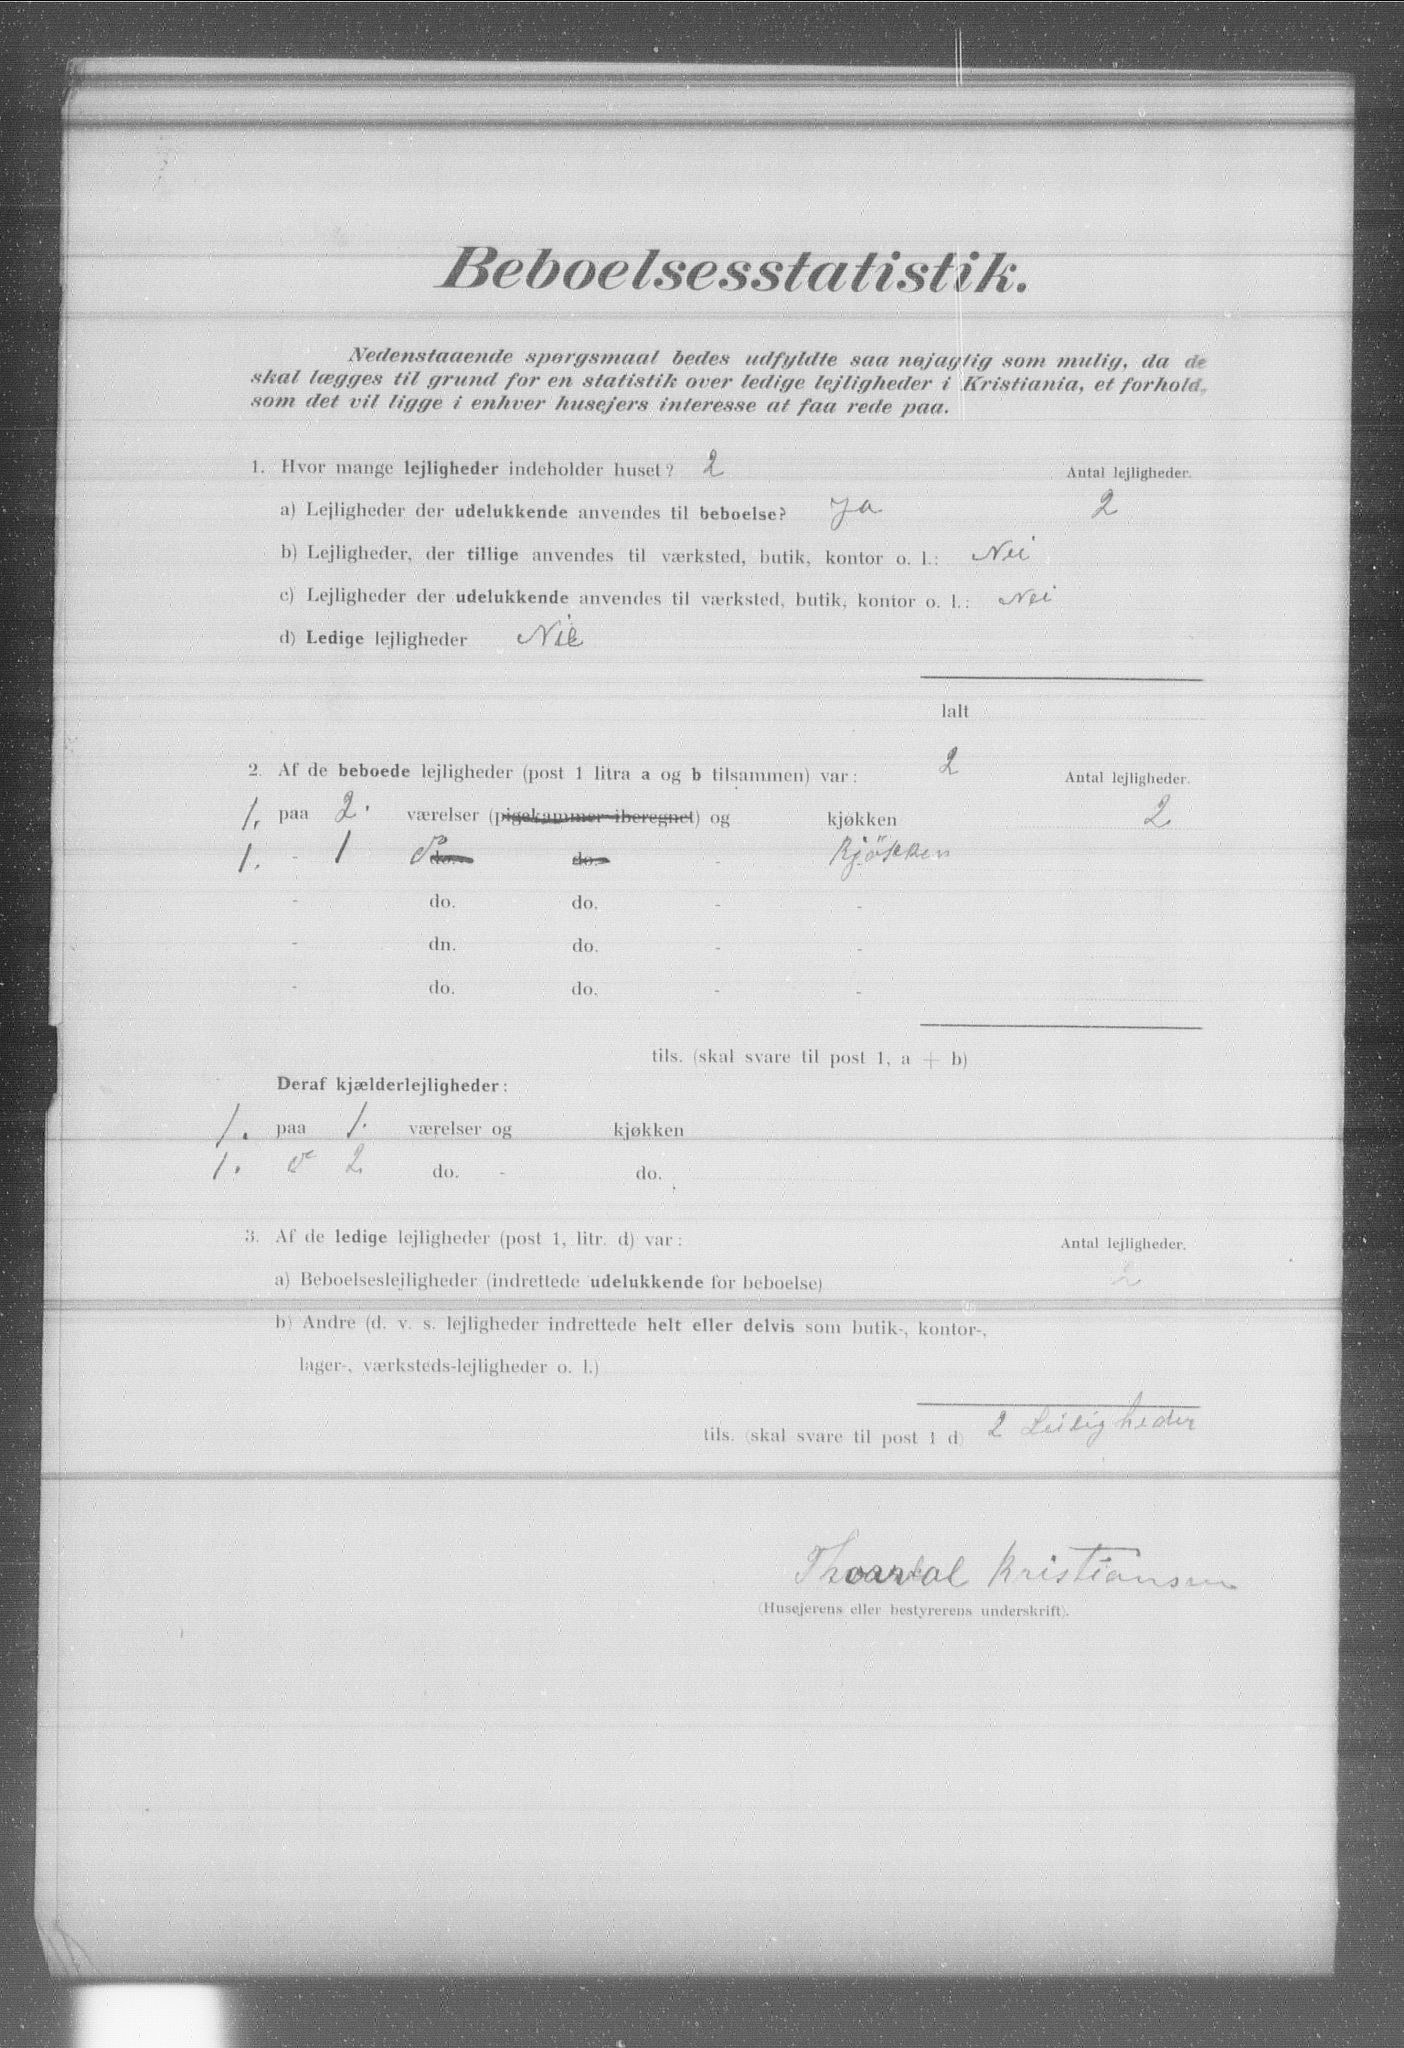 Beboelsesstatistik.
Nedenstaaende spørgsmaal bedes udfyldte saa nøjagtig som mulig, da de
skal lægges til grund for en statistik over ledige lejligheder i Kristiania, et forhold,
som det vil ligge i enhver husejers interesse at faa rede paa.
1. Hvor mange lejligheder indeholder huset? 2 Antal lejligheder.
a) Lejligheder der udelukkende anvendes til beboelse? Ja 2
b) Lejligheder, der tillige anvendes til værksted, butik, kontor o. l.: Nei
c) Lejligheder der udelukkende anvendes til værksted, butik, kontor o. l.: Nei
d) Ledige lejligheder
Ialt
2. Af de beboede lejligheder (post 1 litra a og b tilsammen) var: 2 Antal lejligheder.
1. paa 2. værelser (pigekammer iberegnet) og kjøkken 2
1. - 1 do. do. - Kjökken
- do. do. - -
- dn. do. - -
- do. do. - -
tils. (skal svare til post 1, a + b)
Deraf kjælderlejligheder:
1. paa 1. værelser og kjøkken
1. 2 do. - do.
3. Af de ledige lejligheder (post 1, litr. d) var: Antal lejligheder.
a) Beboelseslejligheder (indrettede udelukkende for beboelse) 2
b) Andre (d. v. s. lejligheder indrettede helt eller delvis som butik-, kontor-,
lager-, værksteds-lejligheder o. l.)
tils. (skal svare til post 1 d) 2 Leiligheder
Kristiansen
(Husejerens eller bestyrerens underskrift).